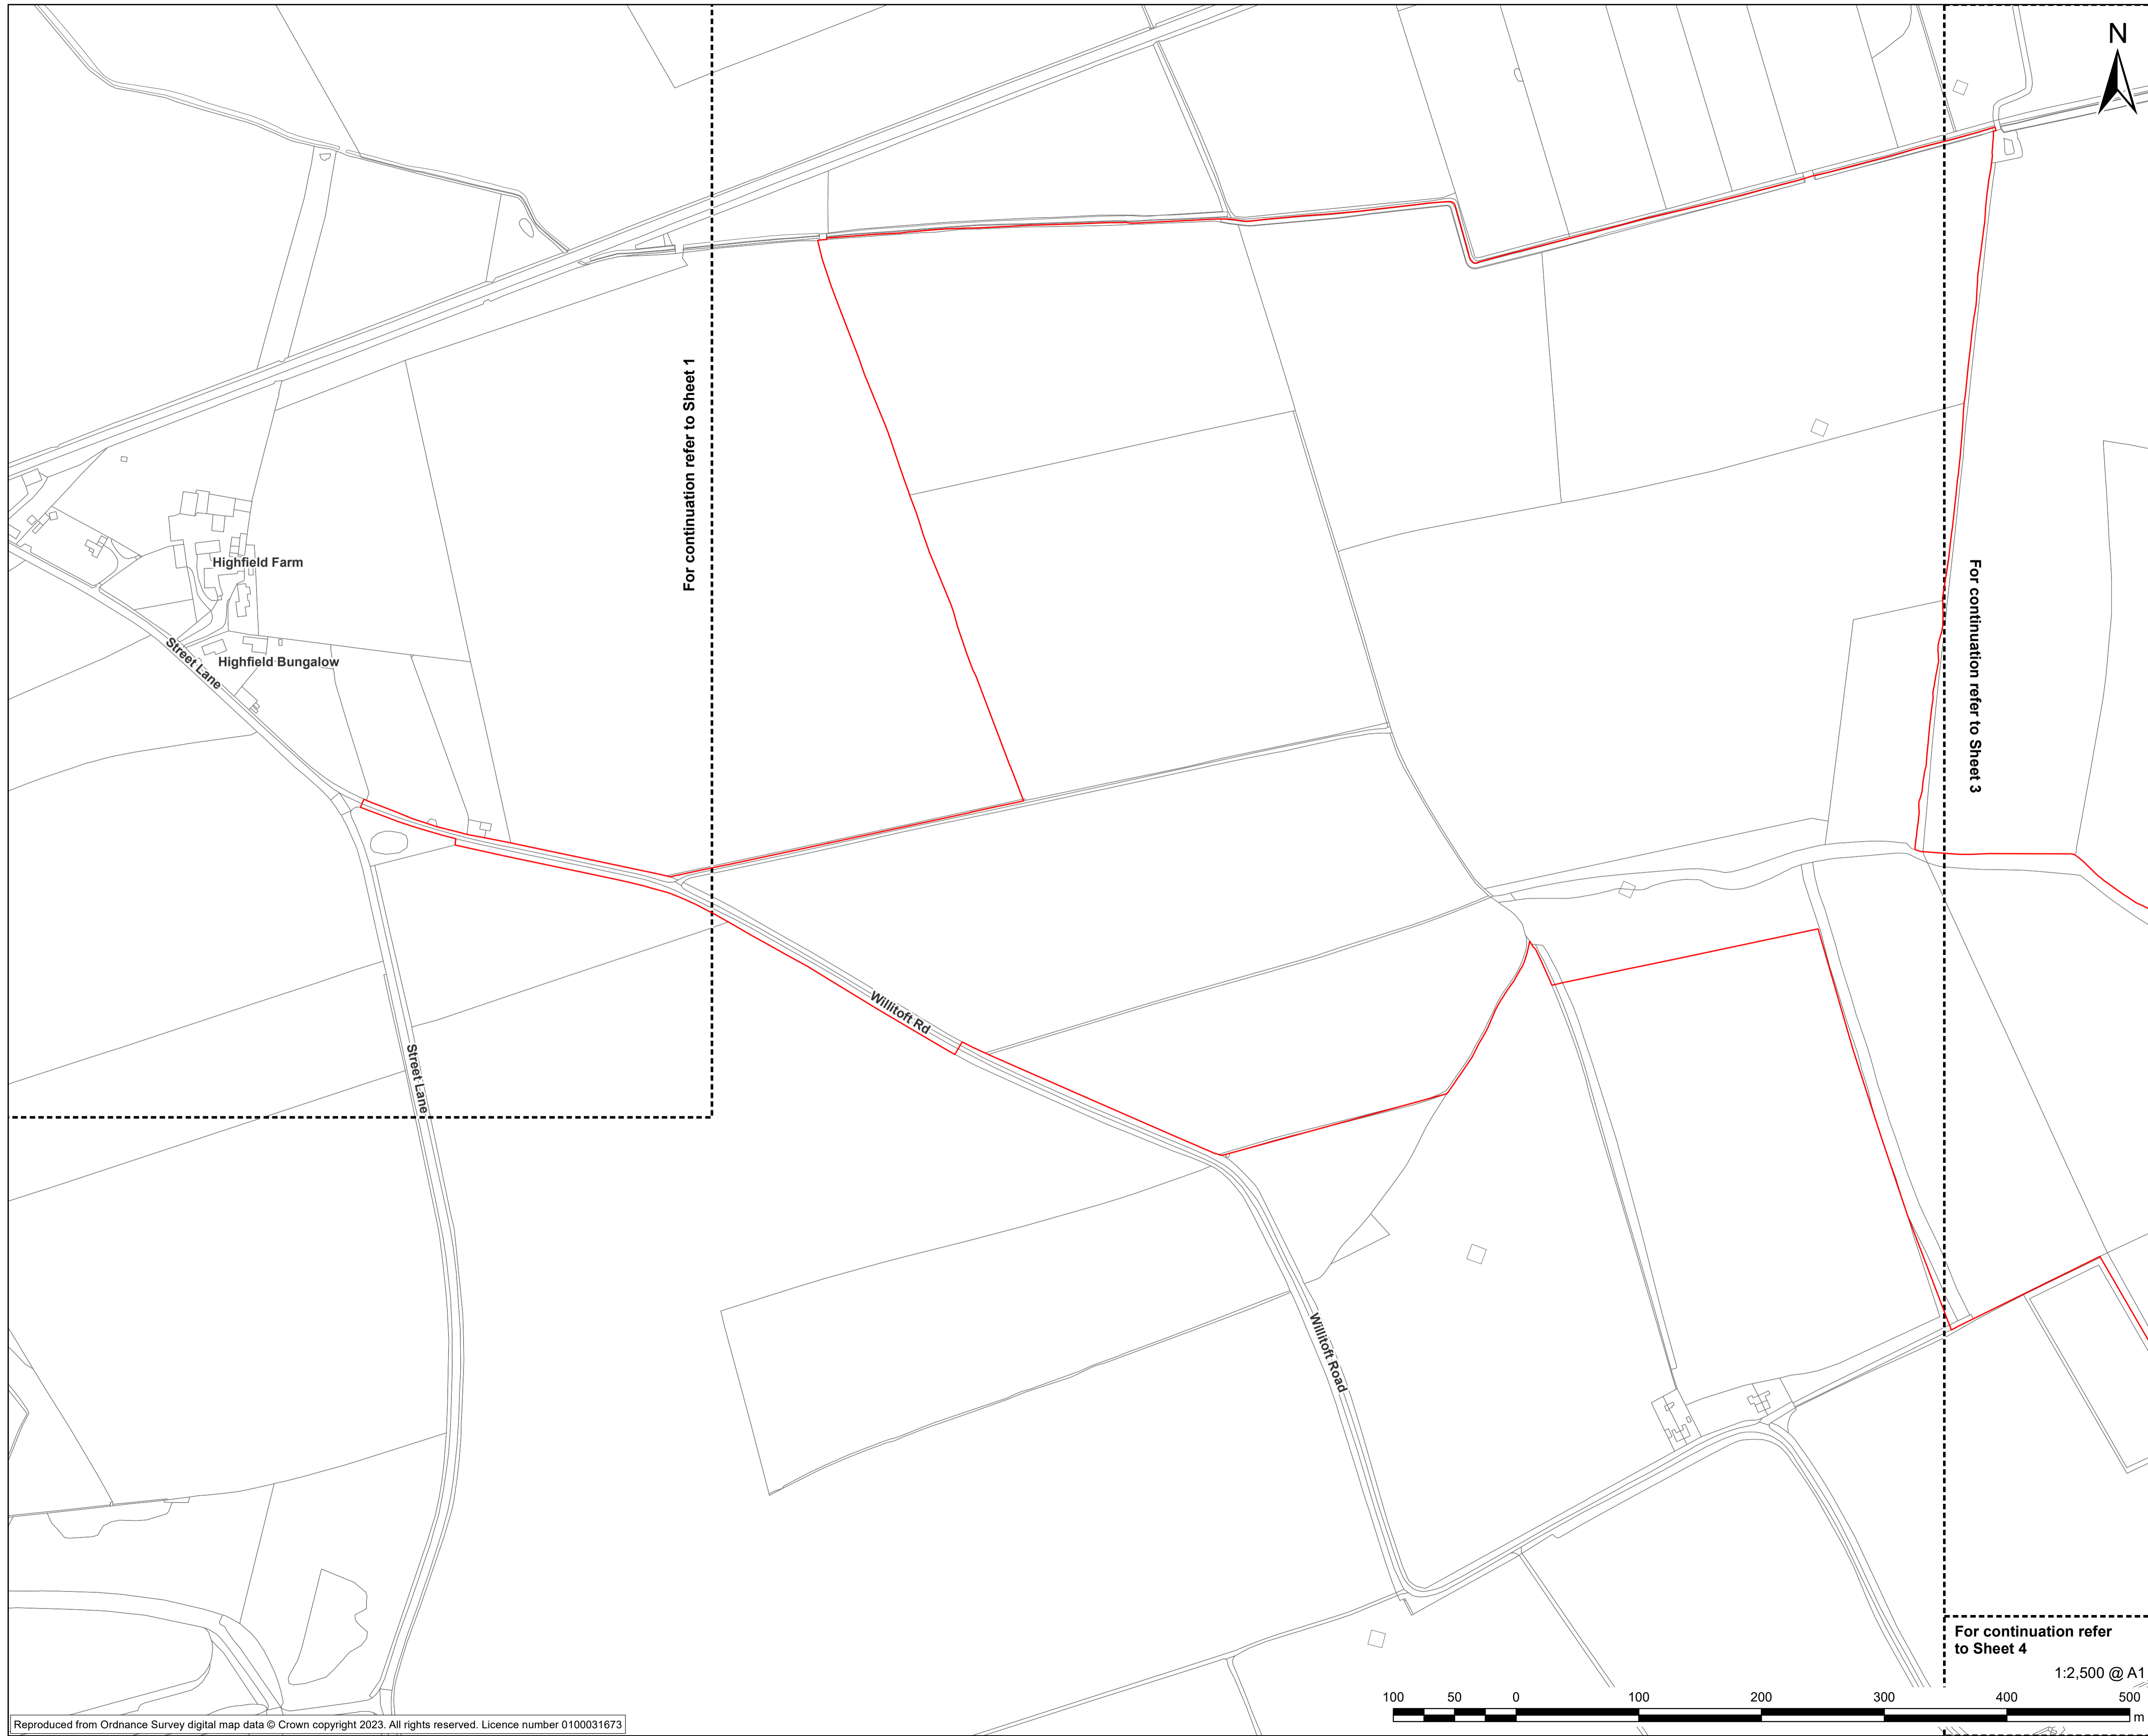 N
For continuation refer to Sheet 1
Highfield Farm
For continuation refer to Sheet 3
Street Lane
Highfield Bungalow
Willitoft Rd
Street Lane
Willitoft Road
For continuation refer
to Sheet 4
1:2,500 @ A1
100 50 0 100 200 300 400 500
m
Reproduced from Ordnance Survey digital map data © Crown copyright 2023. All rights reserved. Licence number 0100031673